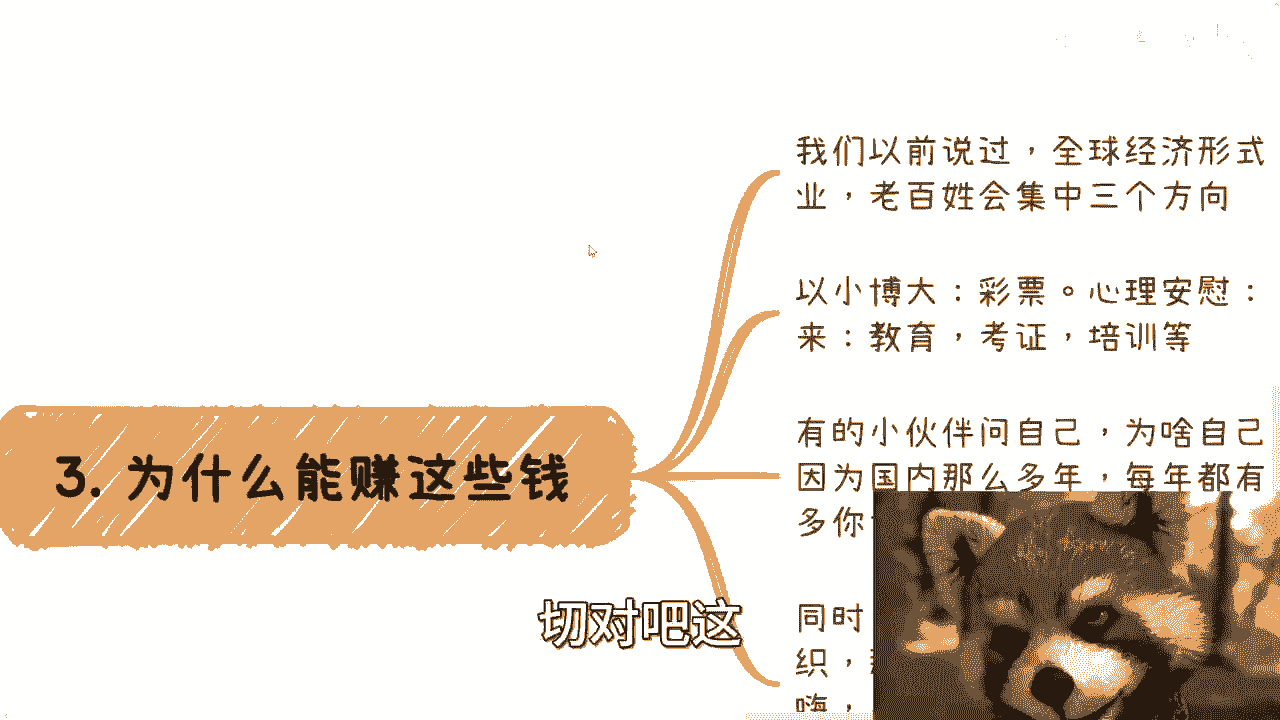 我们以前说过，全球经济形式
业，老百姓会集中三个方向
以小博大：彩票。心理安慰：
来：教育，考证，培训等
3. 为什么能赚这些钱
有的小伙伴问自己，为啥自己
因为国内那么多年，每年都有
多你
切对吧这
同时
织，
嗨，